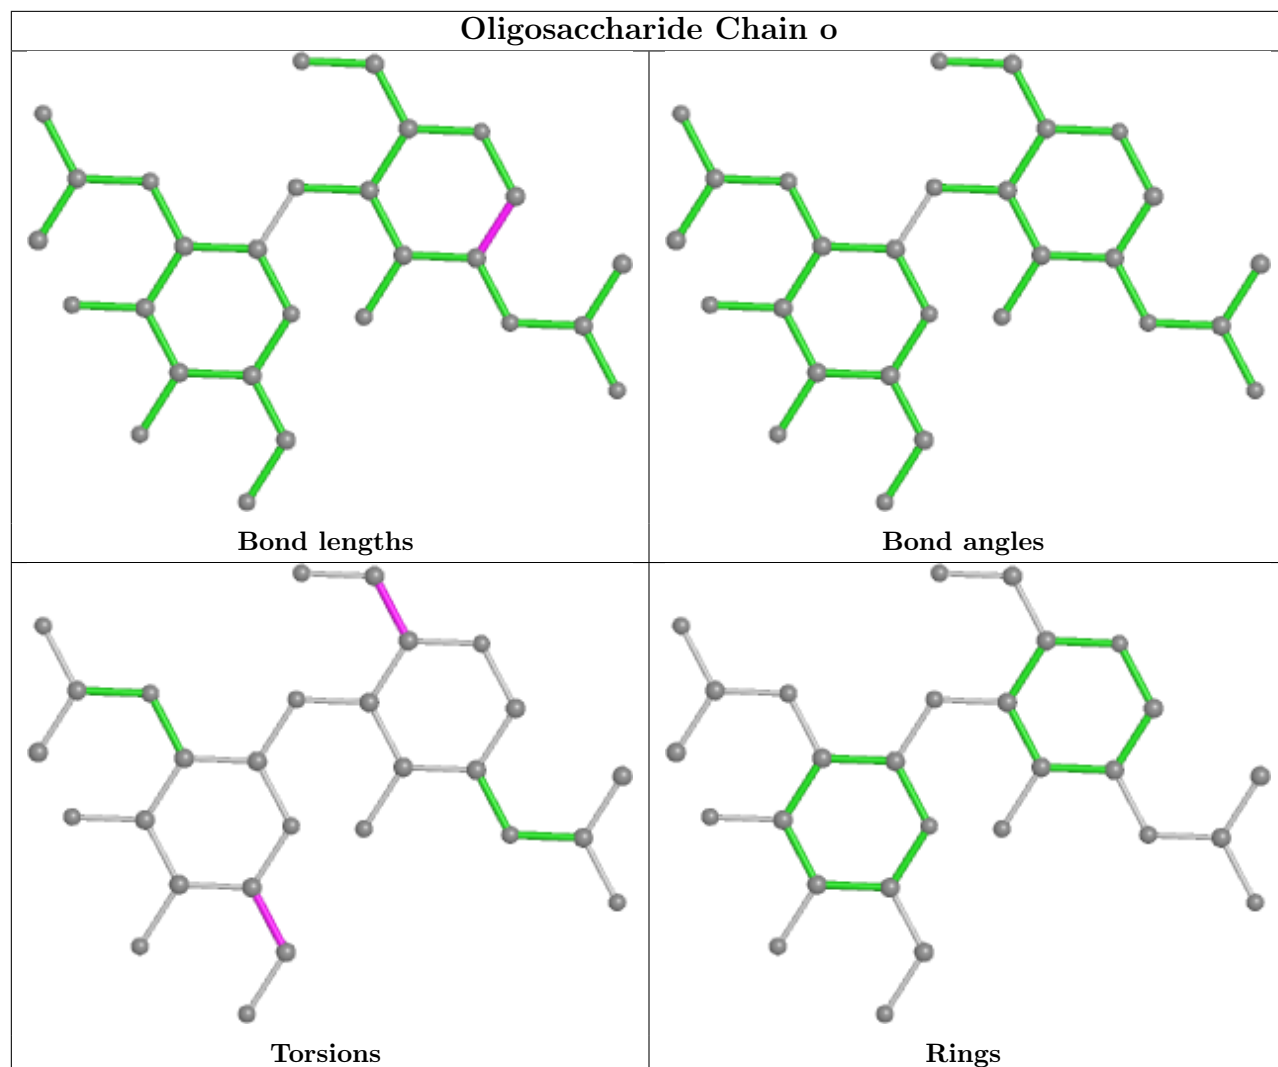 Oligosaccharide Chain o
Bond lengths
Bond angles
Torsions
Rings